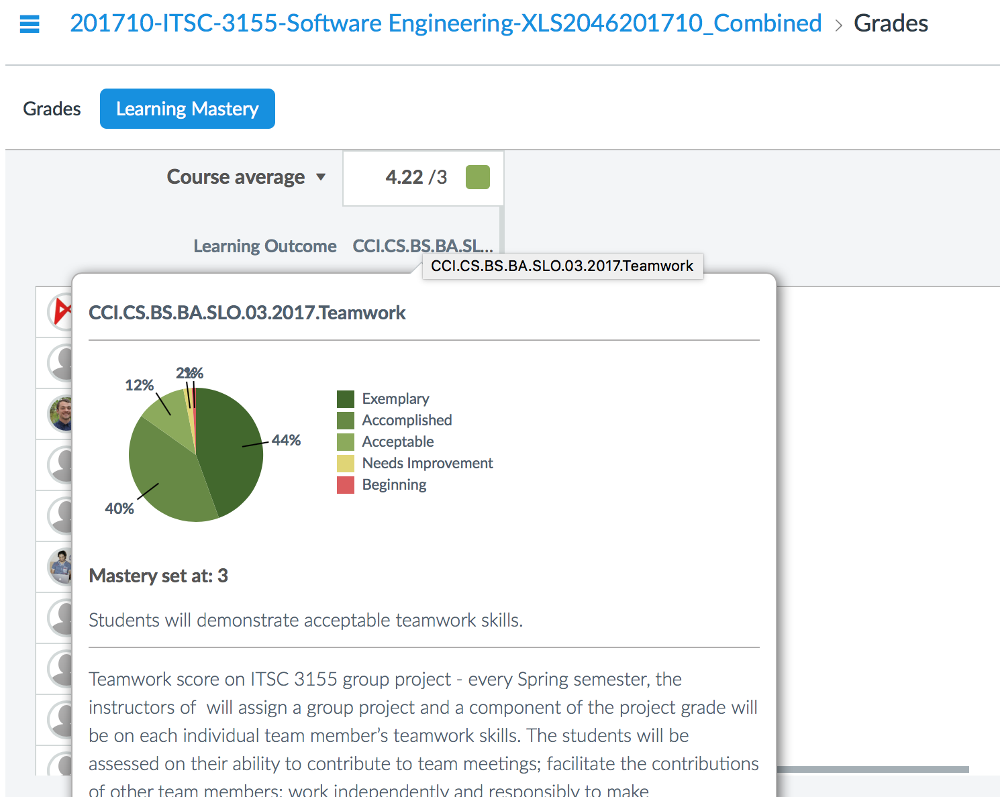 201710-ITSC-3155-Software Engineering-XLS2046201710_Combined > Grades
Grades
Learning Mastery
Course average
4.22 /3
Learning Outcome
CCI.CS.BS.BA.SL...
CCI.CS.BS.BA.SLO.03.2017.Teamwork
CCI.CS.BS.BA.SLO.03.2017.Teamwork
2%
1%
12%
44%
40%
Exemplary
Accomplished
Acceptable
Needs Improvement
Beginning
Mastery set at: 3
Students will demonstrate acceptable teamwork skills.
Teamwork score on ITSC 3155 group project - every Spring semester, the
instructors of  will assign a group project and a component of the project grade will
be on each individual team member’s teamwork skills. The students will be
assessed on their ability to contribute to team meetings; facilitate the contributions
of other team members; work independently and responsibly to make